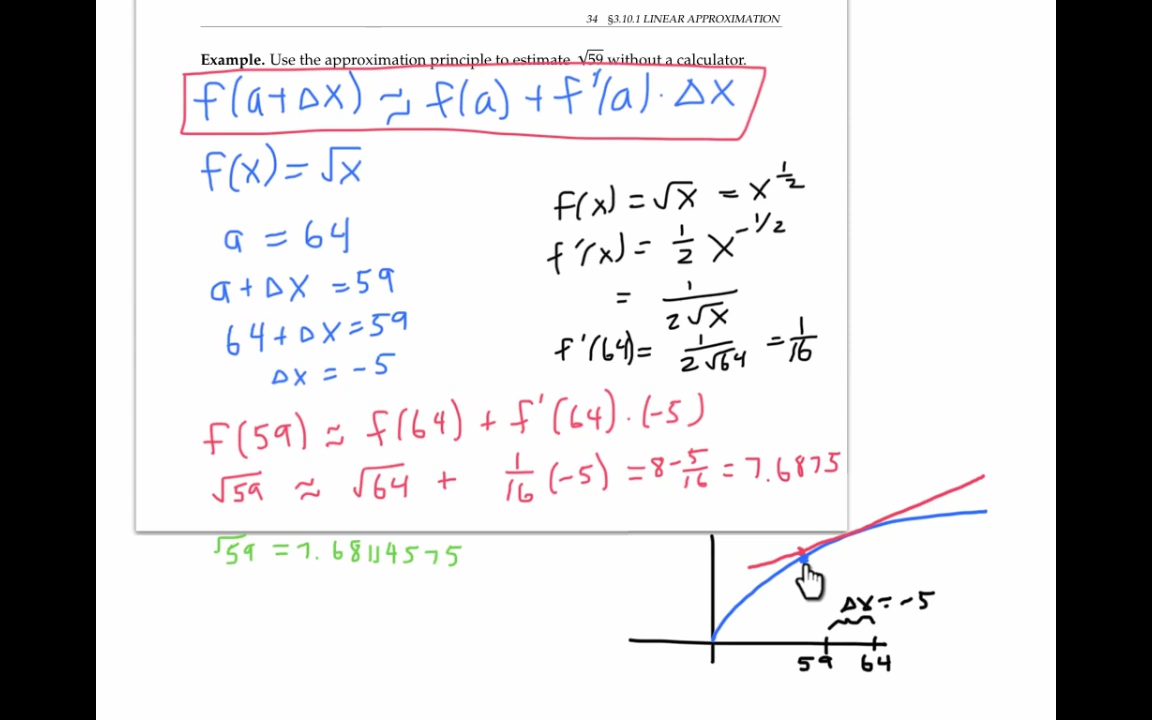 34 §3.10.1 LINEAR APPROXIMATION
Example. Use the approximation principle to estimate √59 without a calculator.
f(a+Δx) ≈ f(a) + f'(a) · Δx
f(x) = √x
a = 64
a + Δx = 59
64 + Δx = 59
Δx = -5
f(x) = √x = x^½
f'(x) = ½ x^-1/2
= 1/(2√x)
f'(64) = 1/(2√64) = 1/16
f(59) ≈ f(64) + f'(64) · (-5)
√59 ≈ √64 + 1/16 (-5) = 8 - 5/16 = 7.6875
√59 = 7.68114575
Δx = -5
59 64